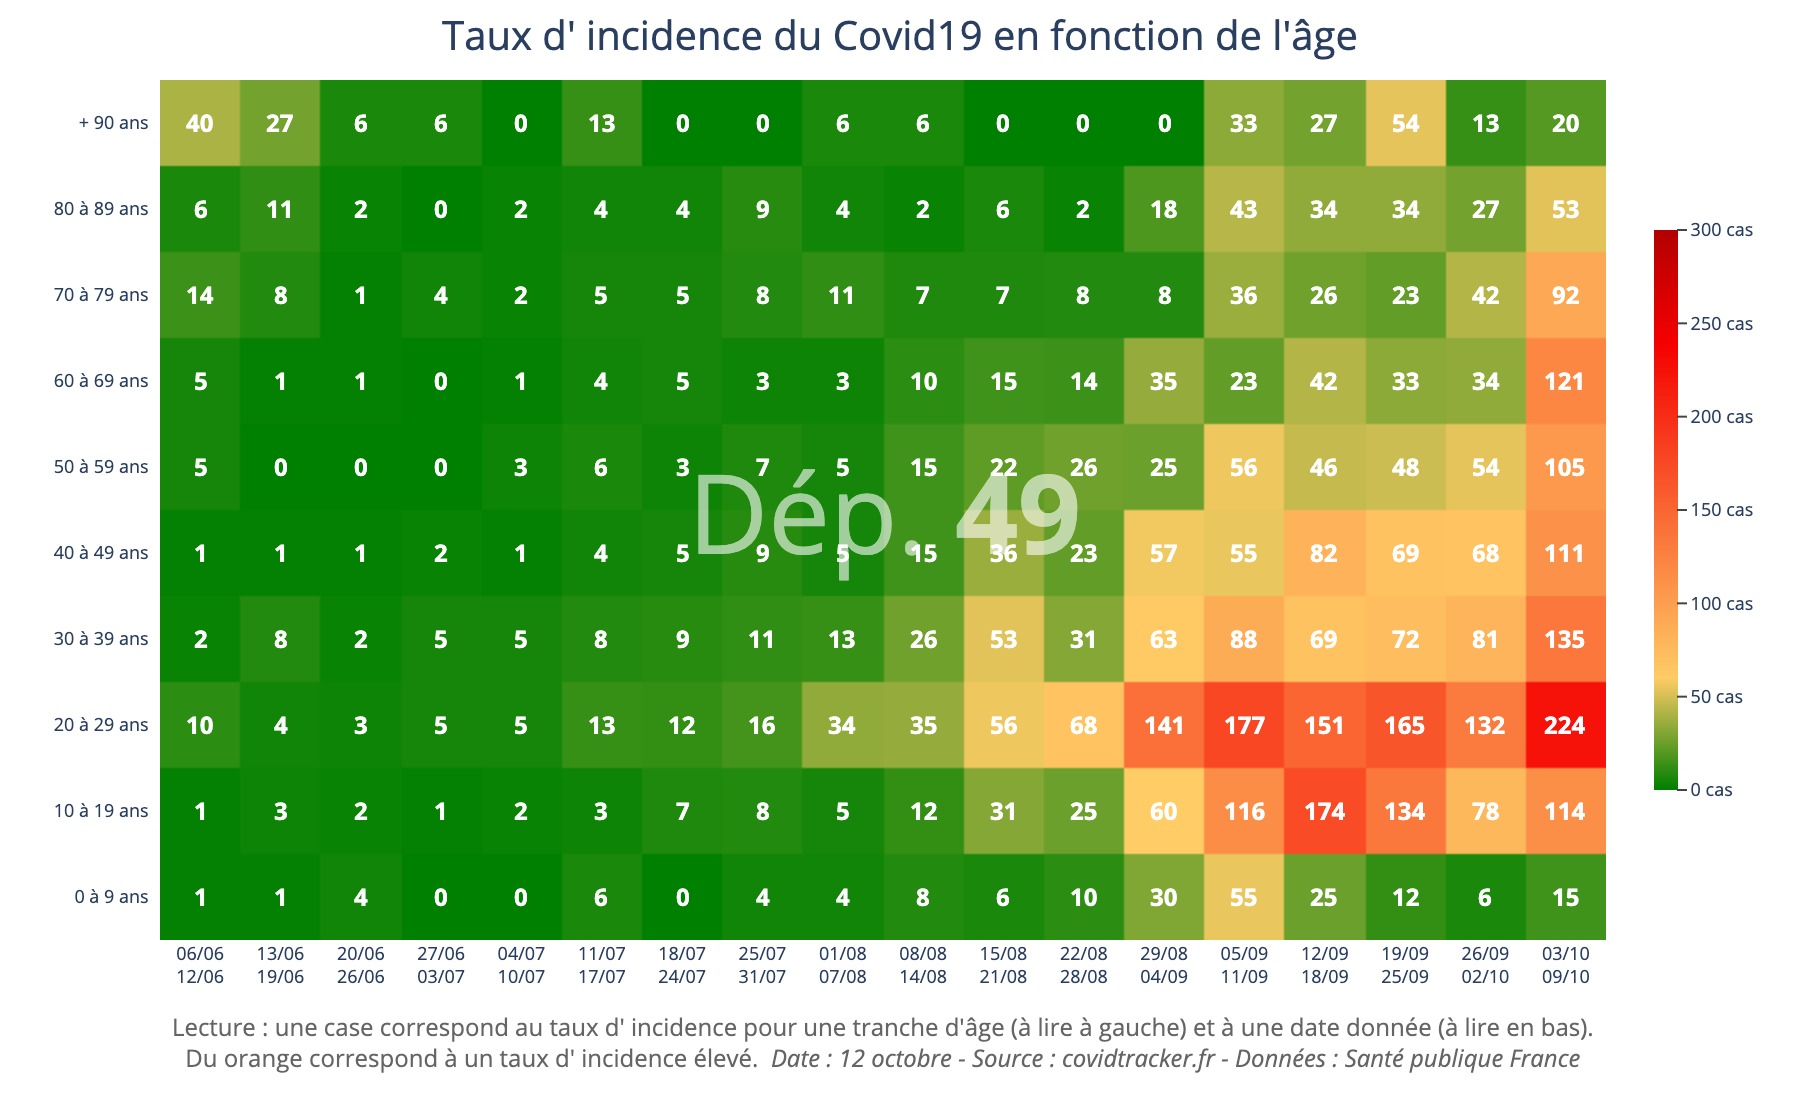 Taux d' incidence du Covid19 en fonction de l'âge
+ 90 ans 40 27 6 6 0 13 0 0 6 6 0 0 0 33 27 54 13 20
80 à 89 ans 6 11 2 0 2 4 4 9 4 2 6 2 18 43 34 34 27 53
70 à 79 ans 14 8 1 4 2 5 5 8 11 7 7 8 8 36 26 23 42 92
60 à 69 ans 5 1 1 0 1 4 5 3 3 10 15 14 35 23 42 33 34 121
50 à 59 ans 5 0 0 0 3 6 3 7 5 15 22 26 25 56 46 48 54 105
Dép. 49
40 à 49 ans 1 1 1 2 1 4 5 9 5 15 36 23 57 55 82 69 68 111
30 à 39 ans 2 8 2 5 5 8 9 11 13 26 53 31 63 88 69 72 81 135
20 à 29 ans 10 4 3 5 5 13 12 16 34 35 56 68 141 177 151 165 132 224
10 à 19 ans 1 3 2 1 2 3 7 8 5 12 31 25 60 116 174 134 78 114
0 à 9 ans 1 1 4 0 0 6 0 4 4 8 6 10 30 55 25 12 6 15
06/06 13/06 20/06 27/06 04/07 11/07 18/07 25/07 01/08 08/08 15/08 22/08 29/08 05/09 12/09 19/09 26/09 03/10
12/06 19/06 26/06 03/07 10/07 17/07 24/07 31/07 07/08 14/08 21/08 28/08 04/09 11/09 18/09 25/09 02/10 09/10
300 cas
250 cas
200 cas
150 cas
100 cas
50 cas
0 cas
Lecture : une case correspond au taux d' incidence pour une tranche d'âge (à lire à gauche) et à une date donnée (à lire en bas).
Du orange correspond à un taux d' incidence élevé. Date : 12 octobre - Source : covidtracker.fr - Données : Santé publique France